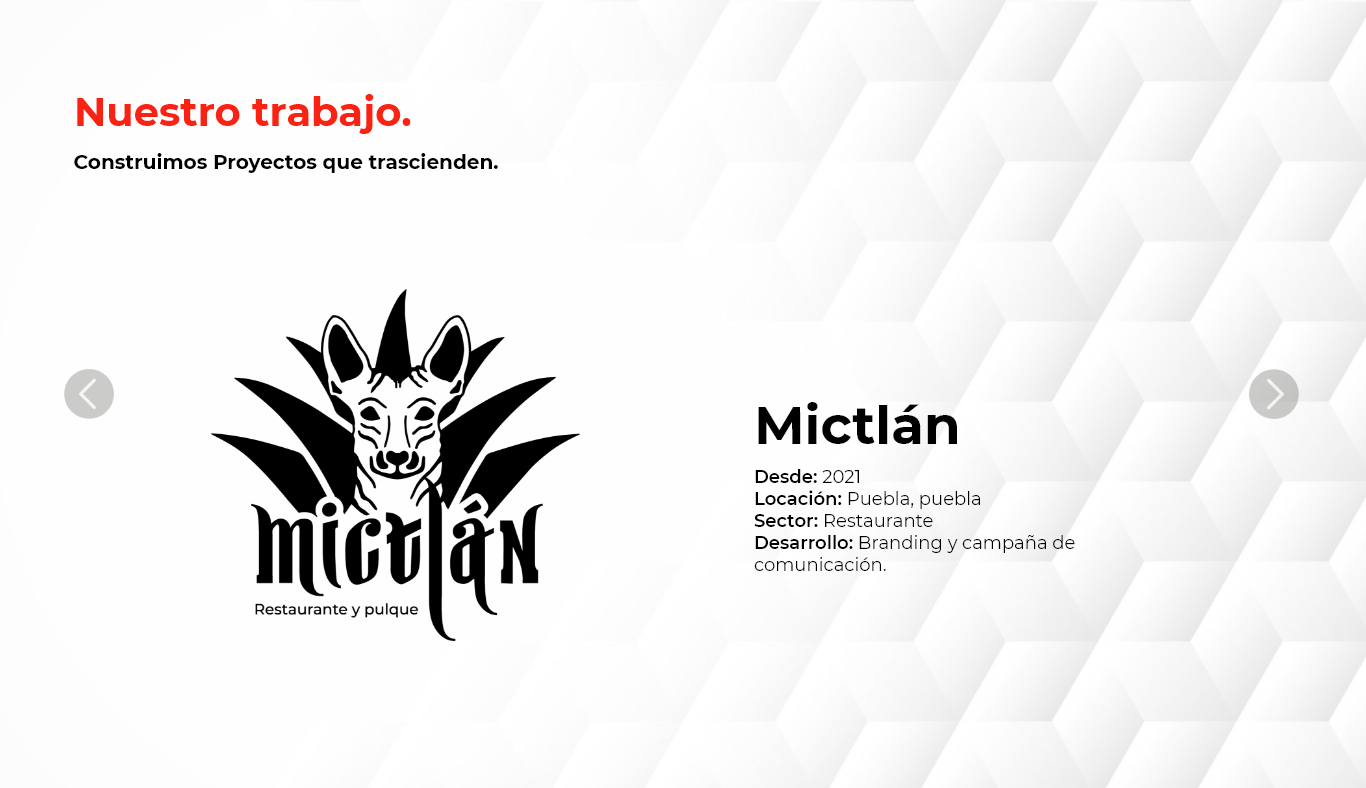 Nuestro trabajo.
Construimos Proyectos que trascienden.
mictlán
Restaurante y pulque
Mictlán
Desde: 2021
Locación: Puebla, puebla
Sector: Restaurante
Desarrollo: Branding y campaña de
comunicación.